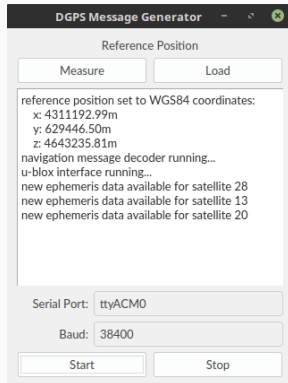 DGPS Message Generator
Reference Position
Measure Load
reference position set to WGS84 coordinates:
x: 4311192.99m
y: 629446.50m
z: 4643235.81m
navigation message decoder running...
u-blox interface running...
new ephemeris data available for satellite 28
new ephemeris data available for satellite 13
new ephemeris data available for satellite 20
Serial Port: ttyACM0
Baud: 38400
Start Stop